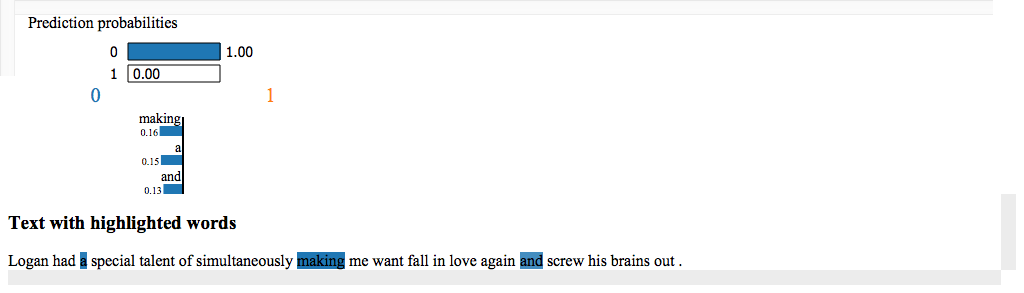 Prediction probabilities
0 1.00
1 0.00
0 1
making
0.16
a
0.15
and
0.13
Text with highlighted words
Logan had a special talent of simultaneously making me want fall in love again and screw his brains out .